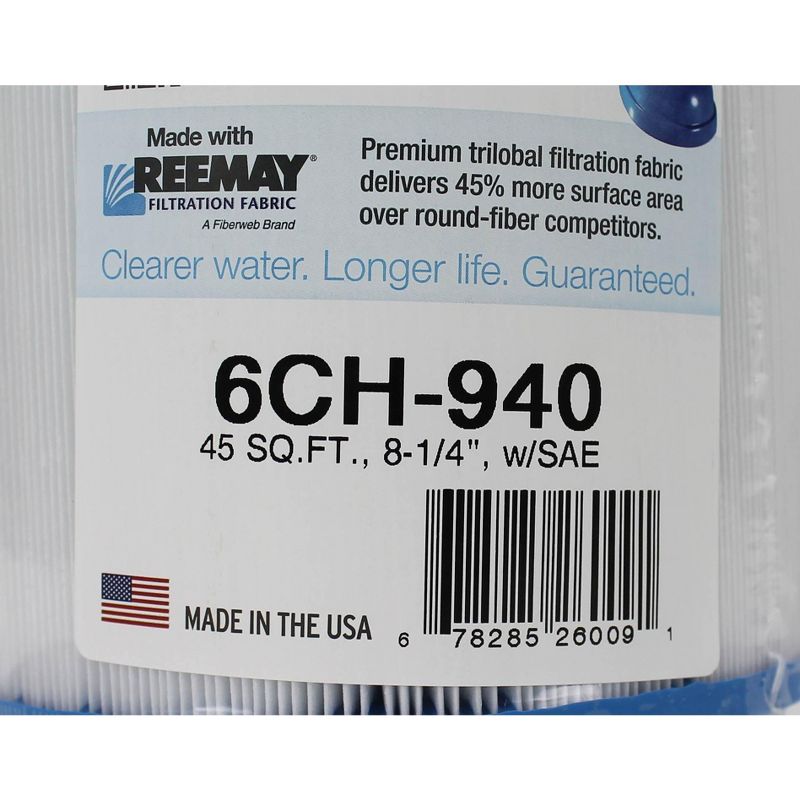 Made with
REEMAY®
FILTRATION FABRIC
A Fiberweb Brand
Premium trilobal filtration fabric
delivers 45% more surface area
over round-fiber competitors.
Clearer water. Longer life. Guaranteed.
6CH-940
45 SQ.FT., 8-1/4", w/SAE
MADE IN THE USA
6 78285 26009 1